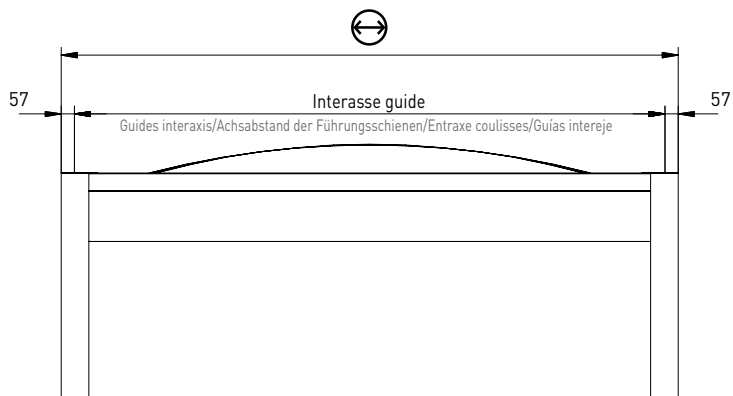 57 Interasse guide 57
Guides interaxis/Achsabstand der Führungsschienen/Entraxe coulisses/Guías intereje